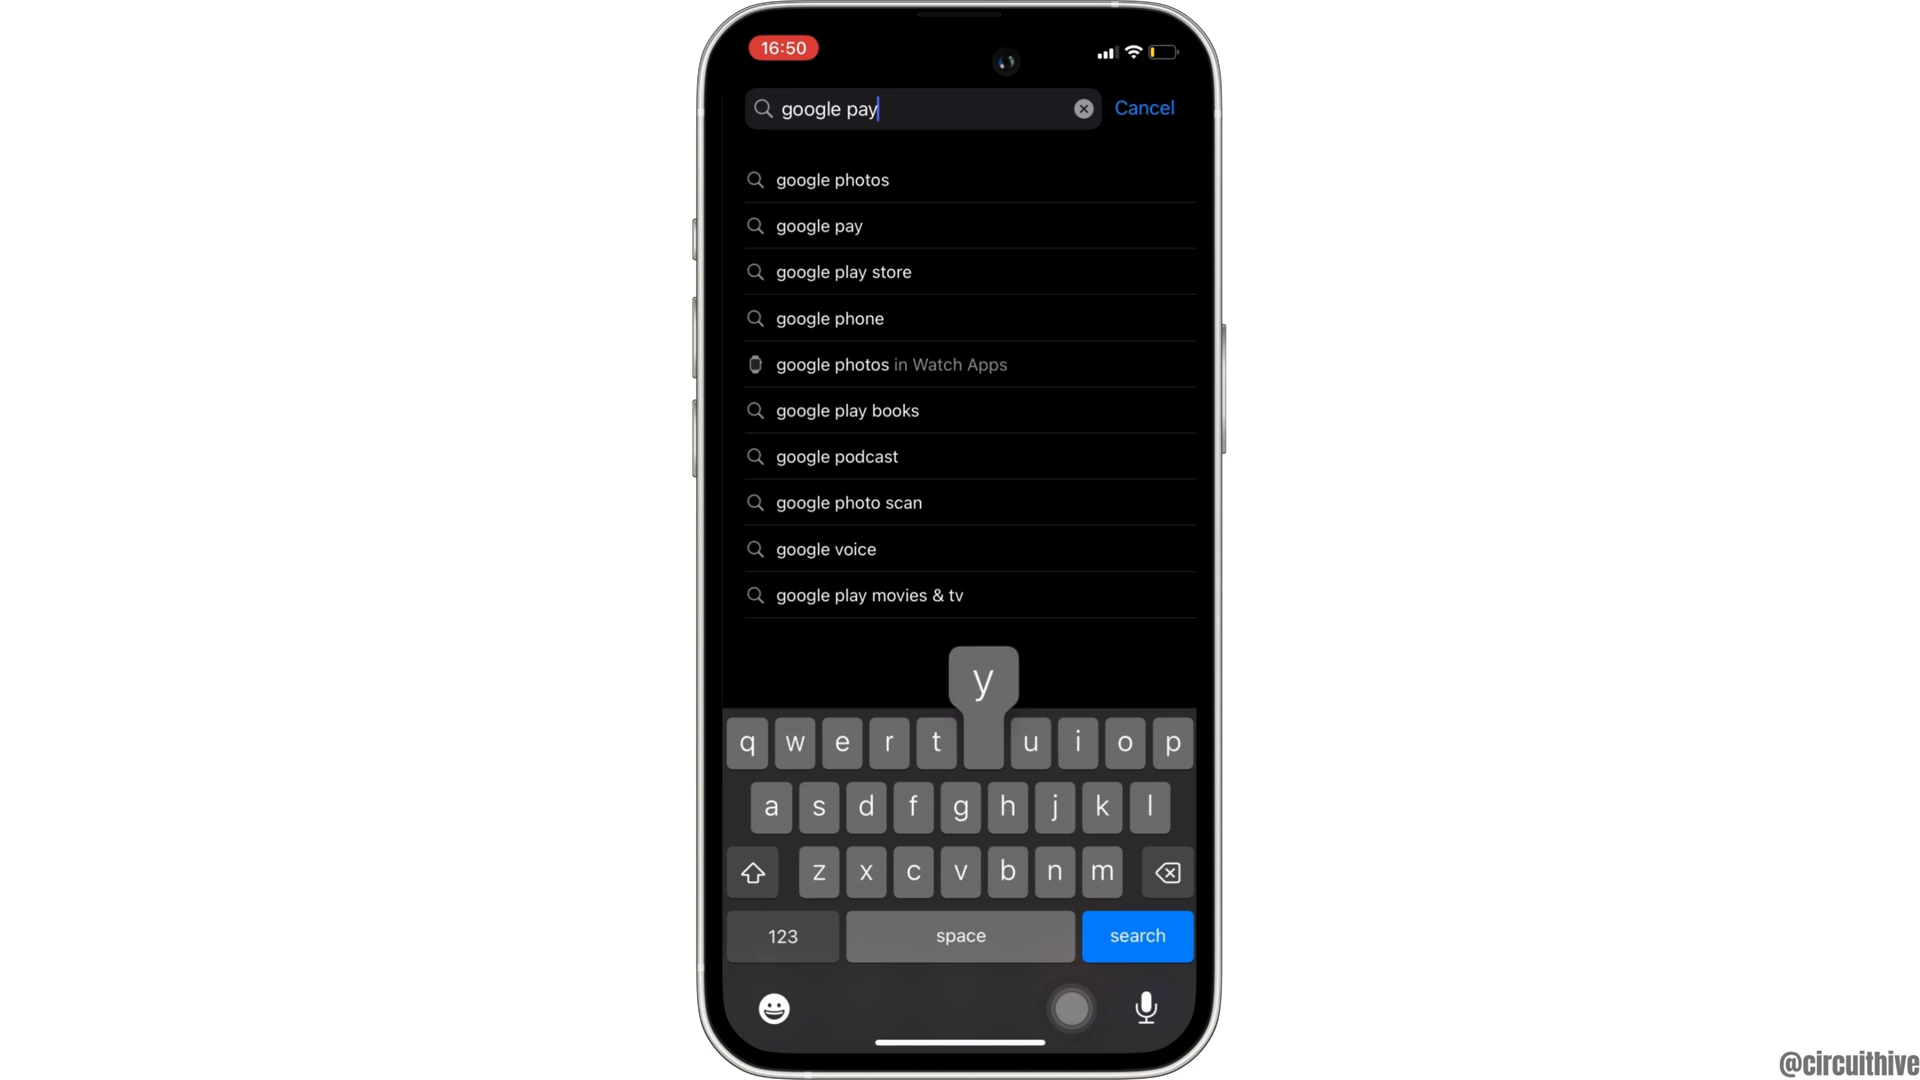 16:50
google pay
Cancel
google photos
google pay
google play store
google phone
google photos in Watch Apps
google play books
google podcast
google photo scan
google voice
google play movies & tv
y
q w e r t u i o p
a s d f g h j k l
z x c v b n m
123 space search
@circuithive